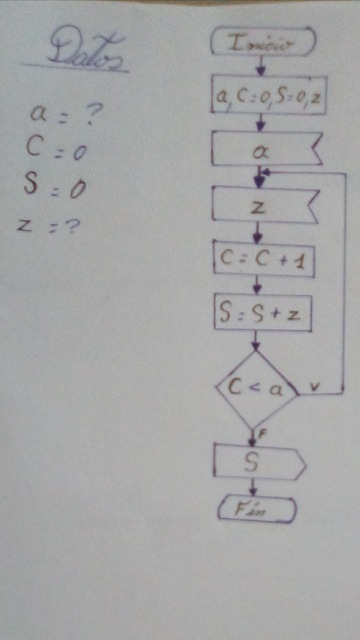 Datos
a = ?
C = 0
S = 0
z = ?
Inicio
a, C=0, S=0, z
a
z
C = C + 1
S = S + z
C < a
V
F
S
Fin